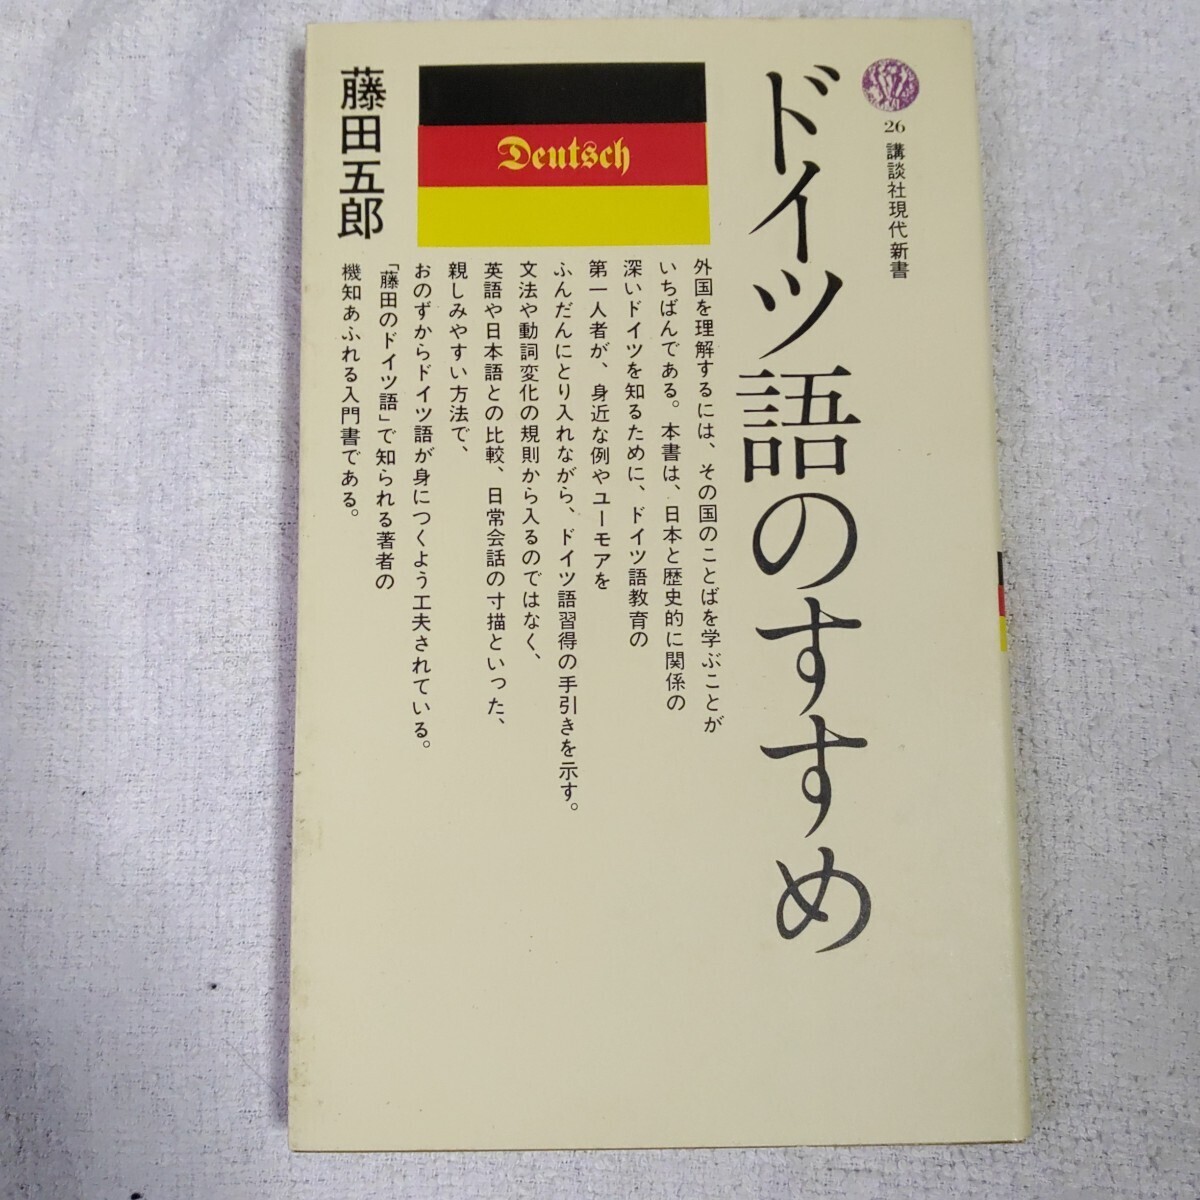 26 講談社現代新書
ドイツ語のすすめ
Deutsch
藤田五郎
外国を理解するには、その国のことばを学ぶことが
いちばんである。本書は、日本と歴史的に関係の
深いドイツを知るために、ドイツ語教育の
第一人者が、身近な例やユーモアを
ふんだんにとり入れながら、ドイツ語習得の手引きを示す。
文法や動詞変化の規則から入るのではなく、
英語や日本語との比較、日常会話の寸描といった、
親しみやすい方法で、
おのずからドイツ語が身につくよう工夫されている。
「藤田のドイツ語」で知られる著者の
機知あふれる入門書である。